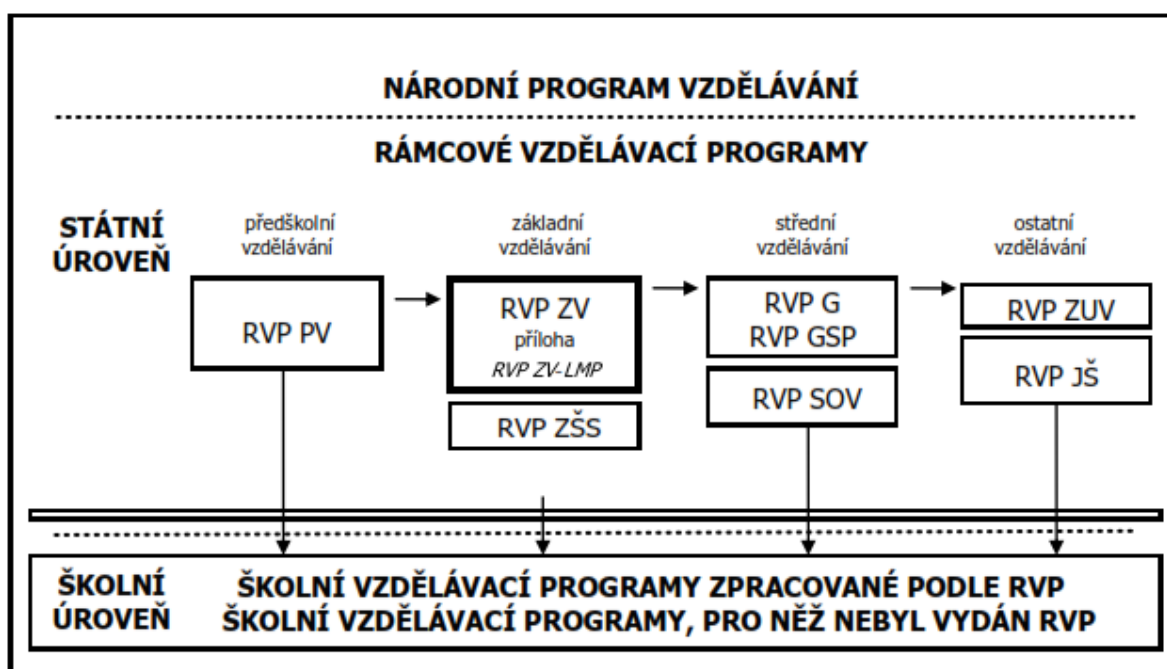 NÁRODNÍ PROGRAM VZDĚLÁVÁNÍ
RÁMCOVÉ VZDĚLÁVACÍ PROGRAMY
STÁTNÍ
ÚROVEŇ
předškolní
vzdělávání
základní
vzdělávání
střední
vzdělávání
ostatní
vzdělávání
RVP PV
RVP ZV
příloha
RVP ZV-LMP
RVP ZŠS
RVP G
RVP GSP
RVP SOV
RVP ZUV
RVP JŠ
ŠKOLNÍ
ÚROVEŇ
ŠKOLNÍ VZDĚLÁVACÍ PROGRAMY ZPRACOVANÉ PODLE RVP
ŠKOLNÍ VZDĚLÁVACÍ PROGRAMY, PRO NĚŽ NEBYL VYDÁN RVP